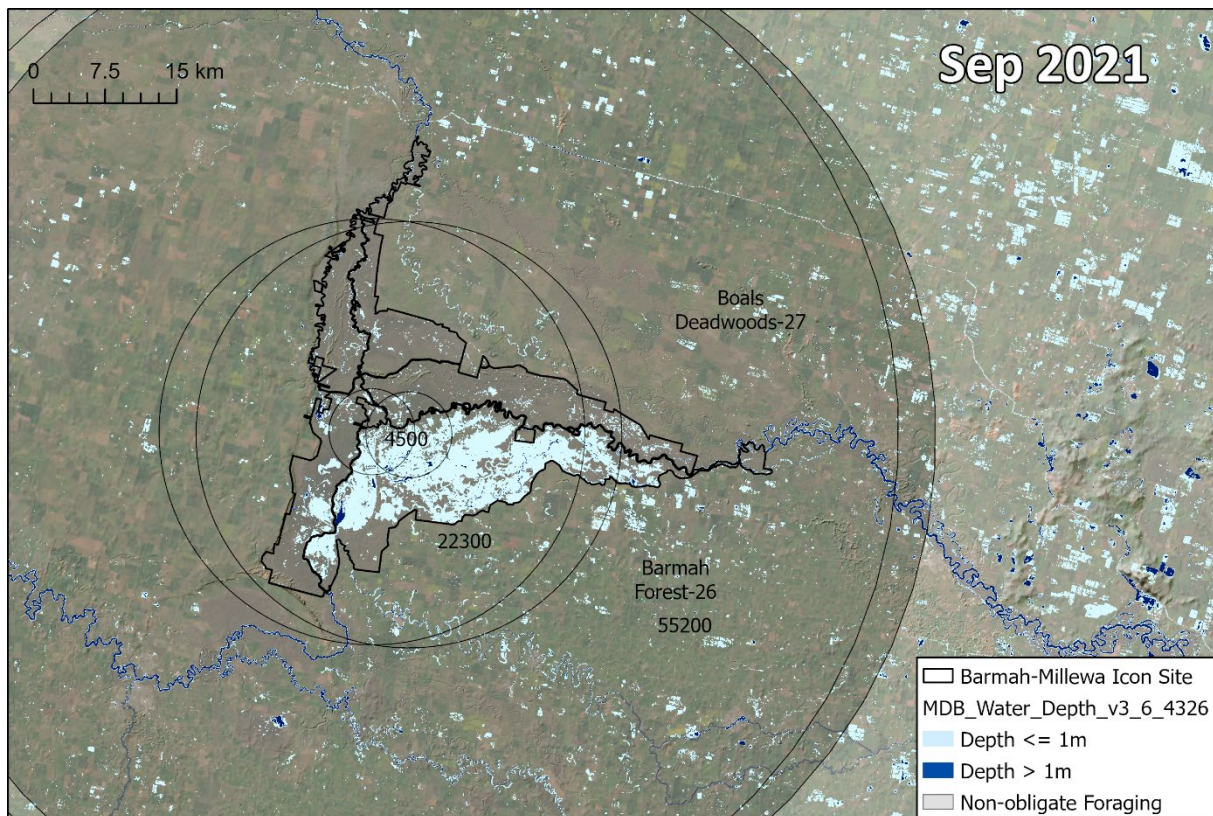 Sep 2021
0 7.5 15 km
Boals
Deadwoods-27
4500
22300
Barmah
Forest-26
55200
Barmah-Millewa Icon Site
MDB_Water_Depth_v3_6_4326
Depth <= 1m
Depth > 1m
Non-obligate Foraging